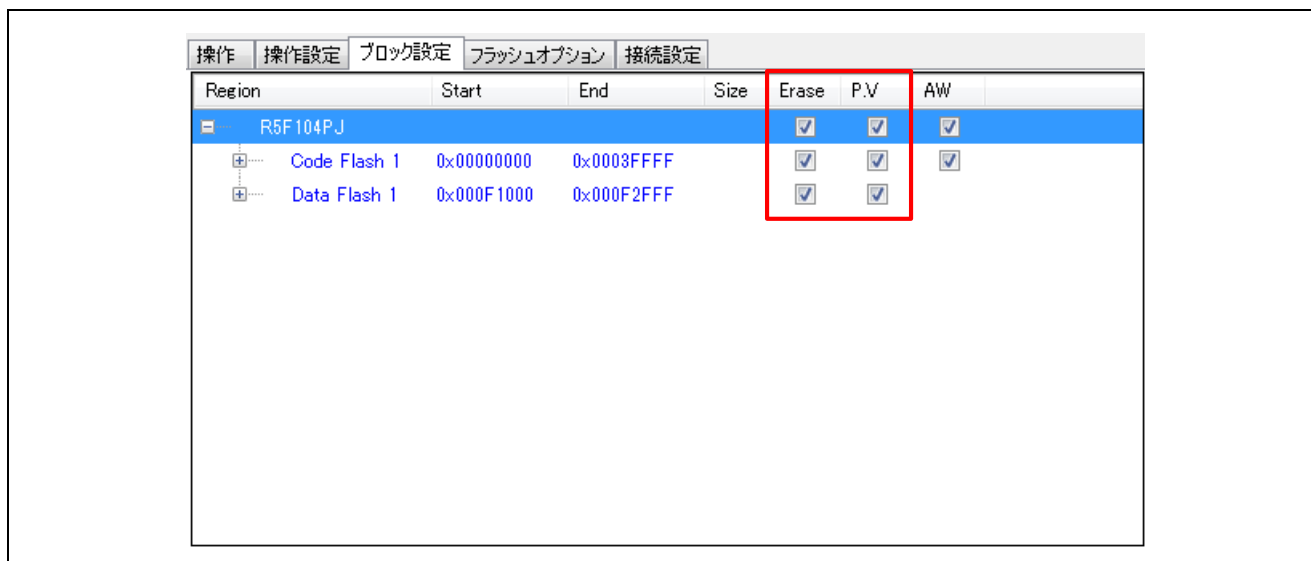 操作 操作設定 ブロック設定 フラッシュオプション 接続設定
Region Start End Size Erase P.V AW
R5F104PJ
Code Flash 1 0x00000000 0x0003FFFF
Data Flash 1 0x000F1000 0x000F2FFF